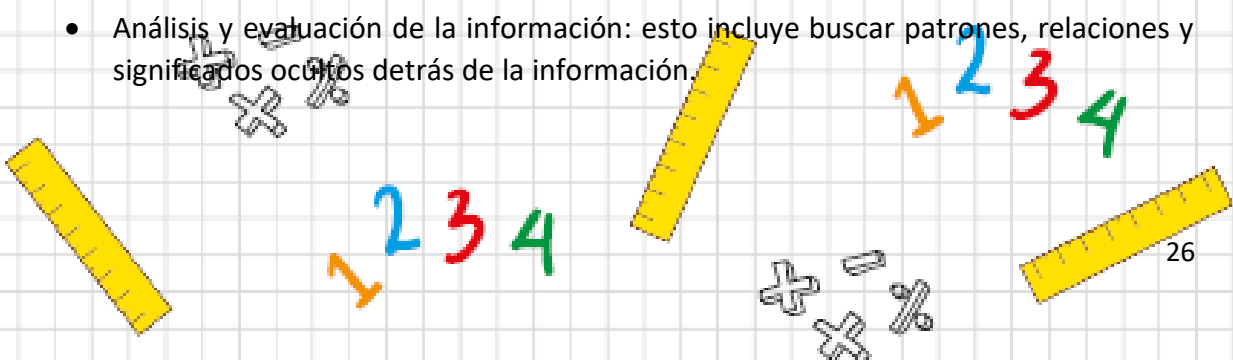 • Análisis y evaluación de la información: esto incluye buscar patrones, relaciones y
significados ocultos detrás de la información.
1 2 3 4
1 2 3 4
26